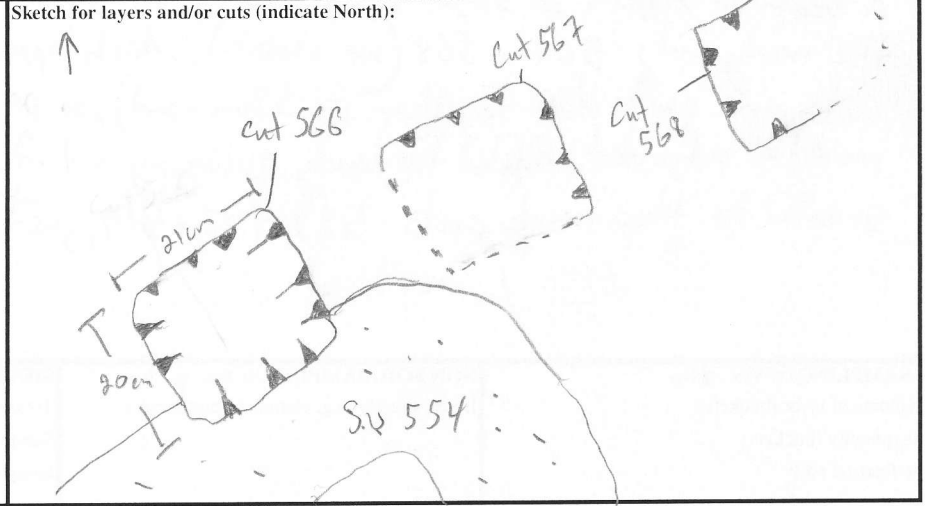 Sketch for layers and/or cuts (indicate North):
Cut 567
Cut
568
Cut 566
21cm
20cm
S.U 554